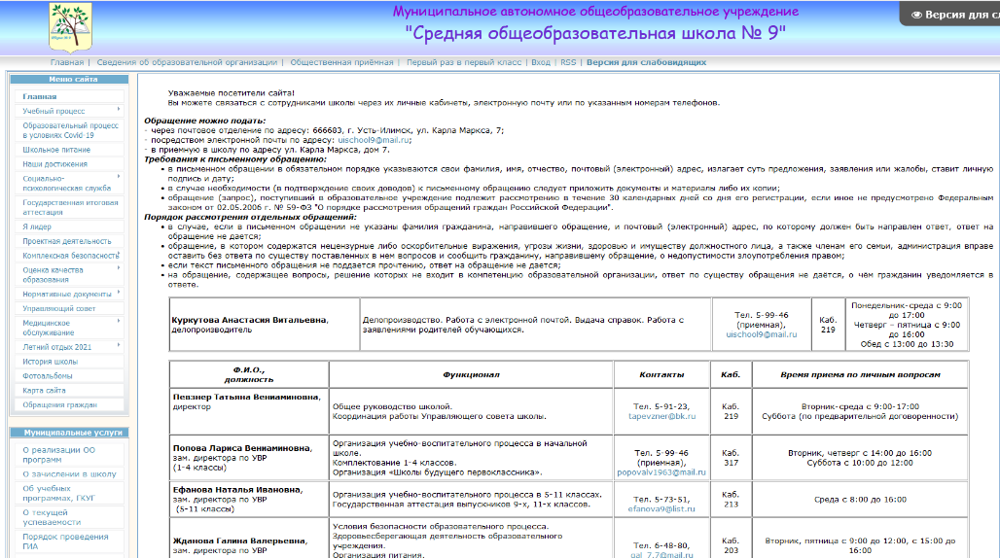 Муниципальное автономное общеобразовательное учреждение
"Средняя общеобразовательная школа № 9"
Версия для сл
Главная | Сведения об образовательной организации | Общественная приёмная | Первый раз в первый класс | Вход | RSS | Версия для слабовидящих
Меню сайта
Главная
Учебный процесс
Образовательный процесс
в условиях Covid-19
Школьное питание
Наши достижения
Социально-
психологическая служба
Государственная итоговая
аттестация
Я лидер
Проектная деятельность
Комплексная безопасность
Оценка качества
образования
Нормативные документы
Управляющий совет
Медицинское
обслуживание
Летний отдых 2021
История школы
Фотоальбомы
Карта сайта
Обращения граждан
Муниципальные услуги
О реализации ОО
программ
О зачислении в школу
Об учебных
программах, ГКУГ
О текущей
успеваемости
Порядок проведения
ГИА
Уважаемые посетители сайта!
Вы можете связаться с сотрудниками школы через их личные кабинеты, электронную почту или по указанным номерам телефонов.
Обращение можно подать:
- через почтовое отделение по адресу: 666683, г. Усть-Илимск, ул. Карла Маркса, 7;
- посредством электронной почты по адресу: uischool9@mail.ru;
- в приемную в школу по адресу ул. Карла Маркса, дом 7.
Требования к письменному обращению:
• в письменном обращении в обязательном порядке указываются свои фамилия, имя, отчество, почтовый (электронный) адрес, излагает суть предложения, заявления или жалобы, ставит личную
подпись и дату;
• в случае необходимости (в подтверждение своих доводов) к письменному обращению следует приложить документы и материалы либо их копии;
• обращение (запрос), поступивший в образовательное учреждение подлежит рассмотрению в течение 30 календарных дней со дня его регистрации, если иное не предусмотрено Федеральным
законом от 02.05.2006 г. № 59-ФЗ "О порядке рассмотрения обращений граждан Российской Федерации".
Порядок рассмотрения отдельных обращений:
• в случае, если в письменном обращении не указаны фамилия гражданина, направившего обращение, и почтовый (электронный) адрес, по которому должен быть направлен ответ, ответ на
обращение не дается;
• обращение, в котором содержатся нецензурные либо оскорбительные выражения, угрозы жизни, здоровью и имуществу должностного лица, а также членам его семьи, администрация вправе
оставить без ответа по существу поставленных в нем вопросов и сообщить гражданину, направившему обращение, о недопустимости злоупотребления правом;
• если текст письменного обращения не поддается прочтению, ответ на обращение не дается;
• на обращение, содержащее вопросы, решение которых не входит в компетенцию образовательной организации, ответ по существу обращения не даётся, о чём гражданин уведомляется в
ответе.
Куркутова Анастасия Витальевна,
делопроизводитель
Делопроизводство. Работа с электронной почтой. Выдача справок. Работа с
заявлениями родителей обучающихся.
Тел. 5-99-46
(приемная),
uischool9@mail.ru
Каб.
219
Понедельник-среда с 9:00
до 17:00
Четверг – пятница с 9:00
до 16:00
Обед с 13:00 до 13:30
Ф.И.О.,
должность
Функционал
Контакты
Каб.
Время приема по личным вопросам
Певзнер Татьяна Вениаминовна,
директор
Общее руководство школой.
Координация работы Управляющего совета школы.
Тел. 5-91-23,
tapevzner@bk.ru
Каб.
219
Вторник-среда с 9:00-17:00
Суббота (по предварительной договоренности)
Попова Лариса Вениаминовна,
зам. директора по УВР
(1-4 классы)
Организация учебно-воспитательного процесса в начальной
школе.
Комплектование 1-4 классов.
Организация «Школы будущего первоклассника».
Тел. 5-99-46
(приемная),
popovalv1963@mail.ru
Каб.
317
Вторник, четверг с 14:00 до 16:00
Суббота с 10:00 до 12:00
Ефанова Наталья Ивановна,
зам. директора по УВР
(5-11 классы)
Организация учебно-воспитательного процесса в 5-11 классах.
Государственная аттестация выпускников 9-х, 11-х классов.
Тел. 5-73-51,
efanova9@list.ru
Каб.
213
Среда с 8:00 до 16:00
Жданова Галина Валерьевна,
зам. директора по УВР
Условия безопасности образовательного процесса.
Здоровьесберегающая деятельность образовательного
учреждения.
Организация питания.
Тел. 6-48-80,
gal_7.7@mail.ru
Каб.
203
Вторник, пятница с 9:00 до 12:00, с 15:00 до
16:00